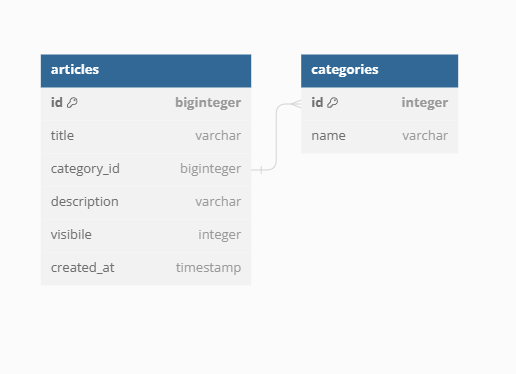 articles
id biginteger
title varchar
category_id biginteger
description varchar
visibile integer
created_at timestamp
categories
id integer
name varchar